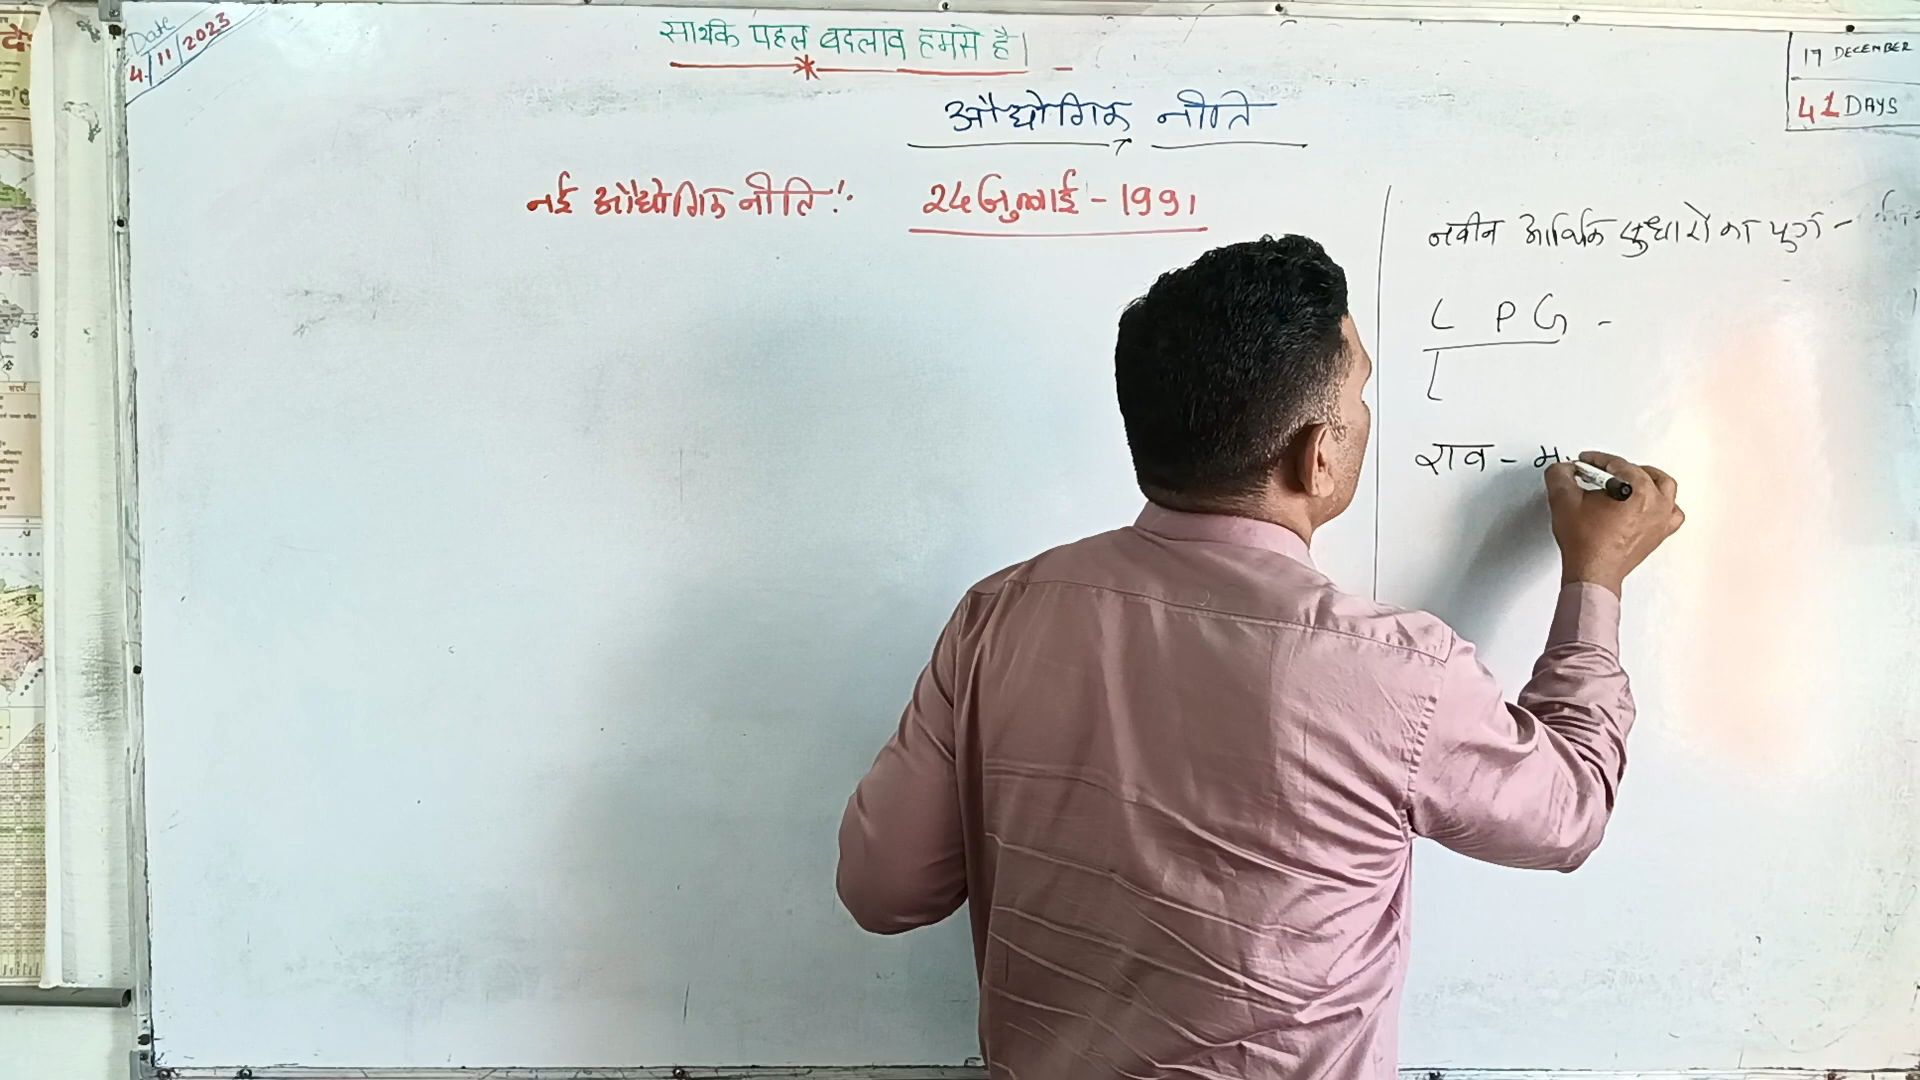 Date
4/11/2023
सार्थक पहल बदलाव हमसे है।
17 DECEMBER
41 DAYS
औद्योगिक नीति
नई औद्योगिक नीति:- 24 जुलाई - 1991
नवीन आर्थिक सुधारों का युग -
L P G -
L
राव - म